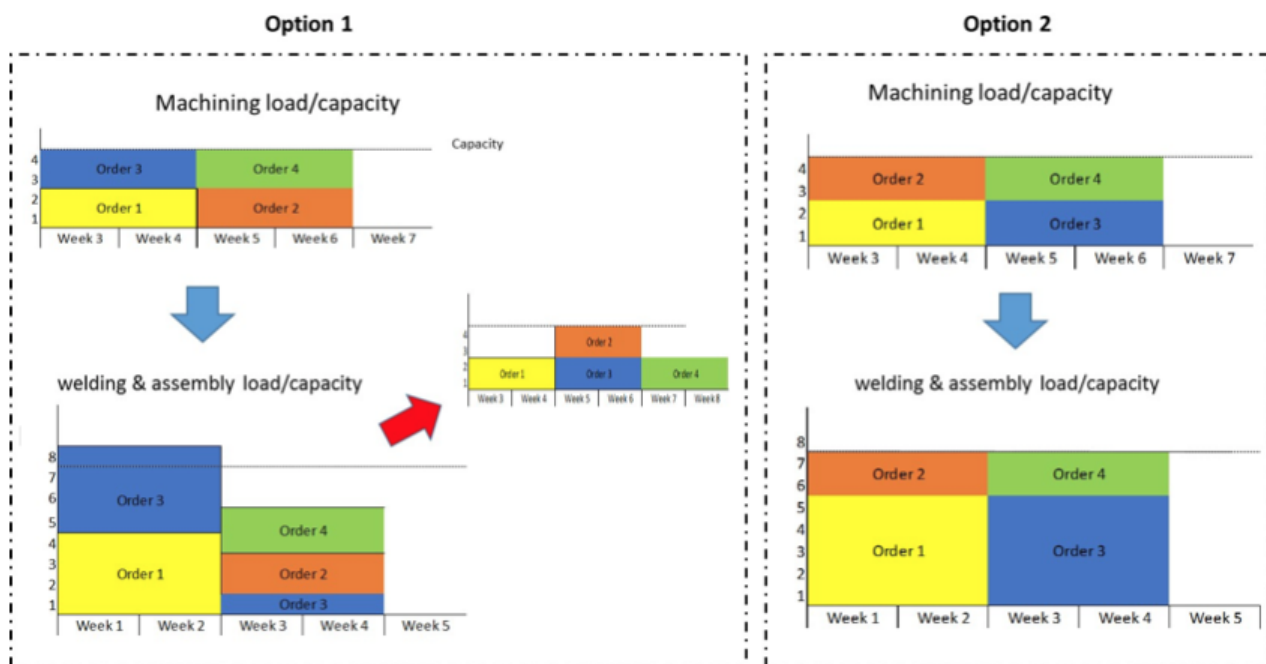 Option 1
Machining load/capacity
Capacity
4
3
2
1
Order 3
Order 4
Order 1
Order 2
Week 3 Week 4 Week 5 Week 6 Week 7
4
3
2
1
Order 2
Order 1
Order 3
Order 4
Week 3 Week 4 Week 5 Week 6 Week 7 Week 8
welding & assembly load/capacity
8
7
6
5
4
3
2
1
Order 3
Order 4
Order 1
Order 2
Order 3
Week 1 Week 2 Week 3 Week 4 Week 5
Option 2
Machining load/capacity
4
3
2
1
Order 2
Order 4
Order 1
Order 3
Week 3 Week 4 Week 5 Week 6 Week 7
welding & assembly load/capacity
8
7
6
5
4
3
2
1
Order 2
Order 4
Order 1
Order 3
Week 1 Week 2 Week 3 Week 4 Week 5